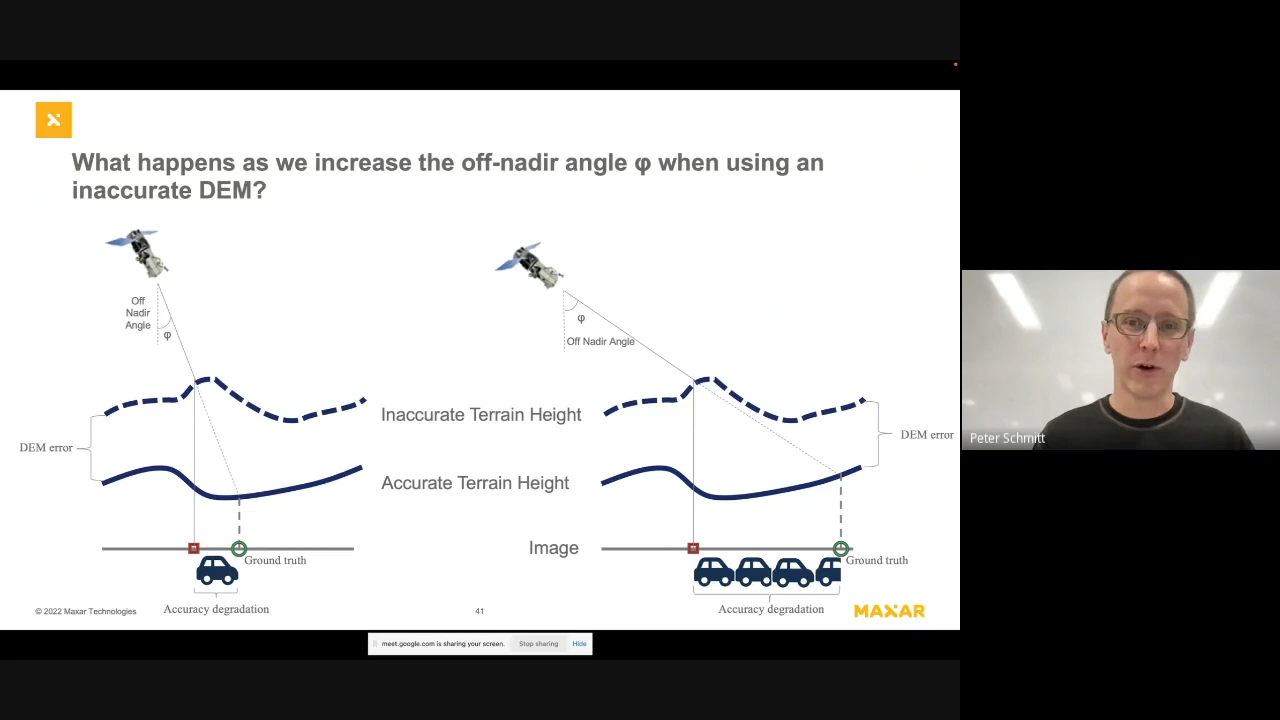 What happens as we increase the off-nadir angle φ when using an
inaccurate DEM?
Off
Nadir
Angle
φ
φ
Off Nadir Angle
Inaccurate Terrain Height
DEM error
DEM error
Accurate Terrain Height
Image
Ground truth
Ground truth
Accuracy degradation
Accuracy degradation
© 2022 Maxar Technologies
41
MAXAR
meet.google.com is sharing your screen.
Stop sharing
Hide
Peter Schmitt